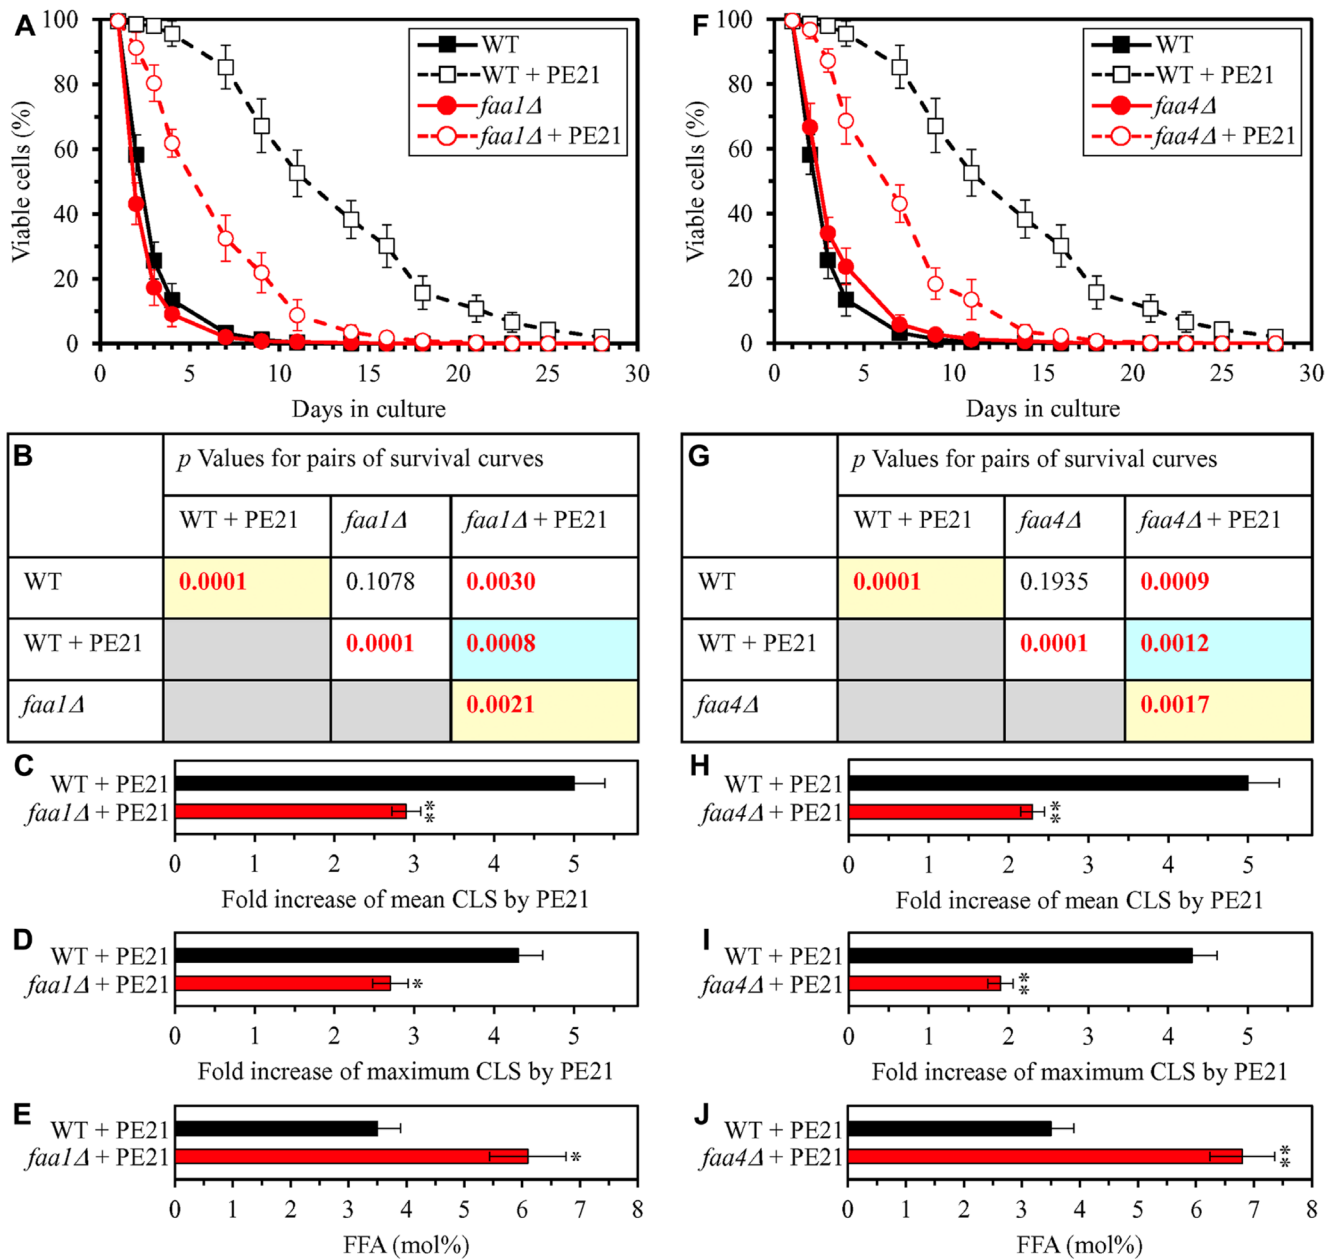 A
Viable cells (%)
100
80
60
40
20
0
0 5 10 15 20 25 30
Days in culture
WT
WT + PE21
faa1Δ
faa1Δ + PE21
B
p Values for pairs of survival curves
WT + PE21 faa1Δ faa1Δ + PE21
WT 0.0001 0.1078 0.0030
WT + PE21 0.0001 0.0008
faa1Δ 0.0021
C
WT + PE21
faa1Δ + PE21
**
0 1 2 3 4 5
Fold increase of mean CLS by PE21
D
WT + PE21
faa1Δ + PE21
*
0 1 2 3 4 5
Fold increase of maximum CLS by PE21
E
WT + PE21
faa1Δ + PE21
*
0 1 2 3 4 5 6 7 8
FFA (mol%)
F
Viable cells (%)
100
80
60
40
20
0
0 5 10 15 20 25 30
Days in culture
WT
WT + PE21
faa4Δ
faa4Δ + PE21
G
p Values for pairs of survival curves
WT + PE21 faa4Δ faa4Δ + PE21
WT 0.0001 0.1935 0.0009
WT + PE21 0.0001 0.0012
faa4Δ 0.0017
H
WT + PE21
faa4Δ + PE21
**
0 1 2 3 4 5
Fold increase of mean CLS by PE21
I
WT + PE21
faa4Δ + PE21
**
0 1 2 3 4 5
Fold increase of maximum CLS by PE21
J
WT + PE21
faa4Δ + PE21
**
0 1 2 3 4 5 6 7 8
FFA (mol%)